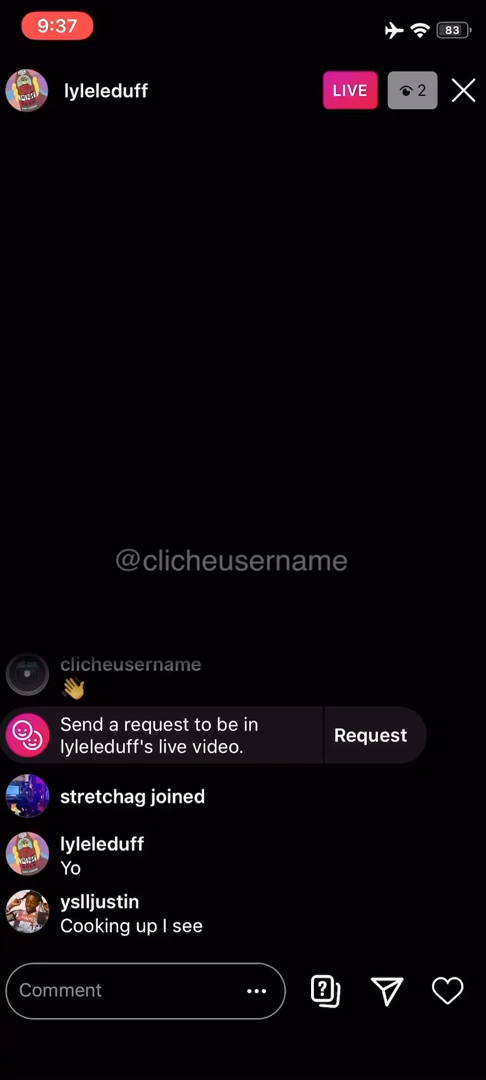 9:37
83
lyleleduff
LIVE
2
@clicheusername
clicheusername
👋
Send a request to be in
lyleleduff's live video.
Request
stretchag joined
lyleleduff
Yo
yslljustin
Cooking up I see
Comment